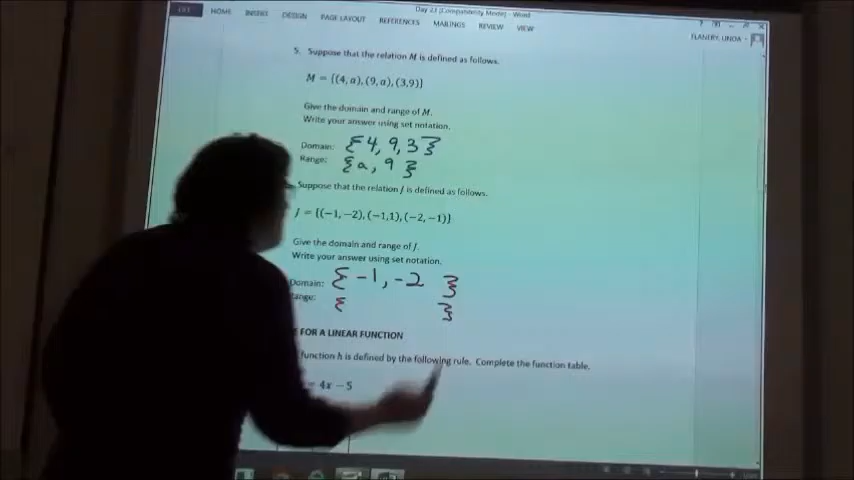 Day 23 [Compatibility Mode] - Word
HOME INSERT DESIGN PAGE LAYOUT REFERENCES MAILINGS REVIEW VIEW
FLANERY, LINDA
5. Suppose that the relation M is defined as follows.
M = {(4, a), (9, a), (3,9)}
Give the domain and range of M.
Write your answer using set notation.
Domain: {4, 9, 3}
Range: {a, 9}
Suppose that the relation j is defined as follows.
j = {(−1, −2), (−1,1), (−2, −1)}
Give the domain and range of j.
Write your answer using set notation.
Domain: {-1, -2 }
ange: { }
FOR A LINEAR FUNCTION
function h is defined by the following rule. Complete the function table.
= 4x − 5